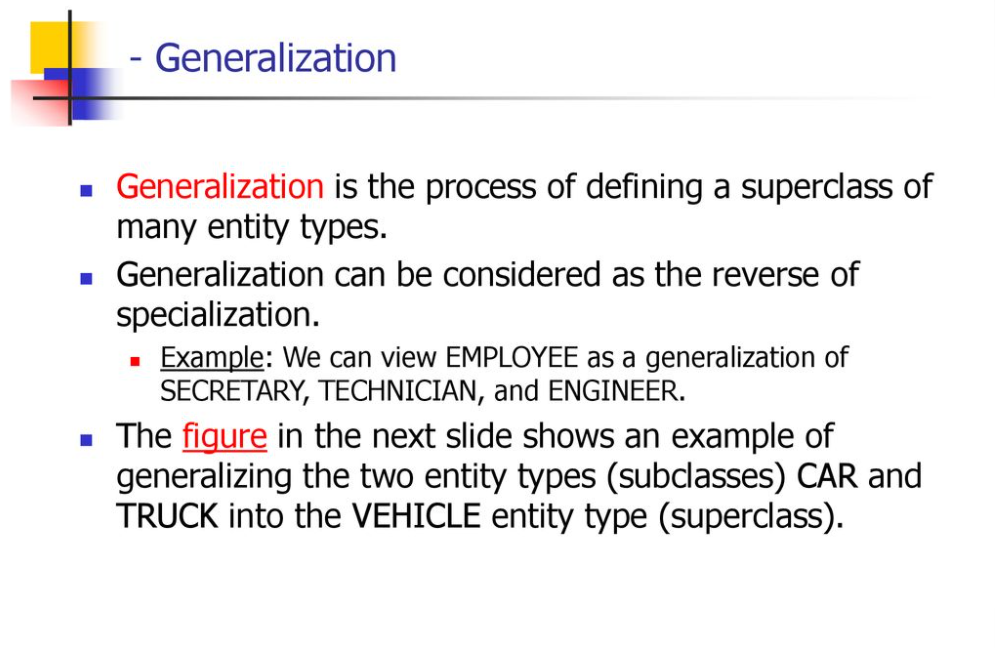 - Generalization
Generalization is the process of defining a superclass of
many entity types.
Generalization can be considered as the reverse of
specialization.
Example: We can view EMPLOYEE as a generalization of
SECRETARY, TECHNICIAN, and ENGINEER.
The figure in the next slide shows an example of
generalizing the two entity types (subclasses) CAR and
TRUCK into the VEHICLE entity type (superclass).